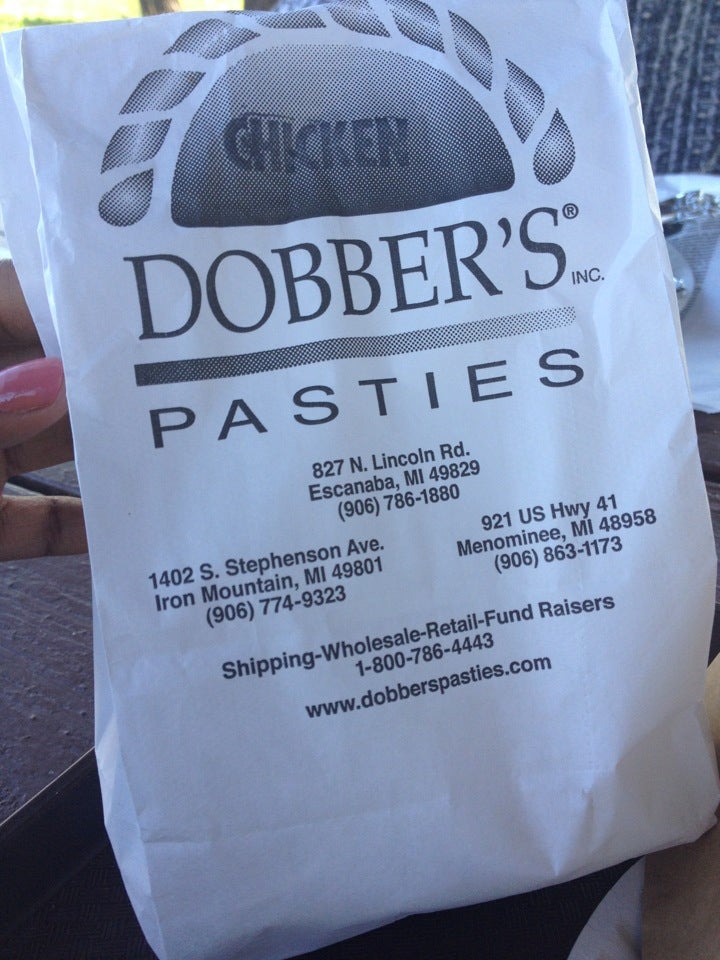 CHICKEN
DOBBER'S® INC.
PASTIES
827 N. Lincoln Rd.
Escanaba, MI 49829
(906) 786-1880
1402 S. Stephenson Ave.
Iron Mountain, MI 49801
(906) 774-9323
921 US Hwy 41
Menominee, MI 48958
(906) 863-1173
Shipping-Wholesale-Retail-Fund Raisers
1-800-786-4443
www.dobberspasties.com